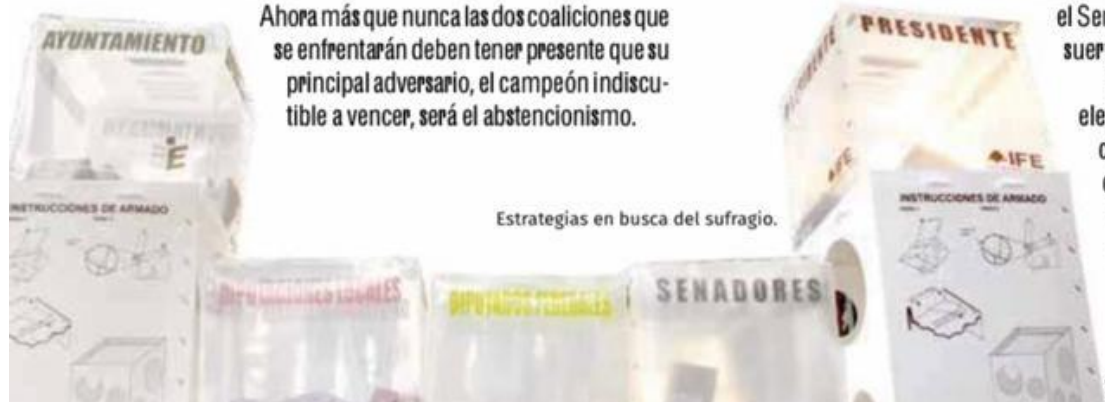 Ahora más que nunca las dos coaliciones que
se enfrentarán deben tener presente que su
principal adversario, el campeón indiscu-
tible a vencer, será el abstencionismo.
el Se
suer
ele
AYUNTAMIENTO
PRESIDENTE
IFE
INSTRUCCIONES DE ARMADO
INSTRUCCIONES DE ARMADO
Estrategias en busca del sufragio.
DIPUTACIONES LOCALES
DIPUTADOS FEDERALES
SENADORES